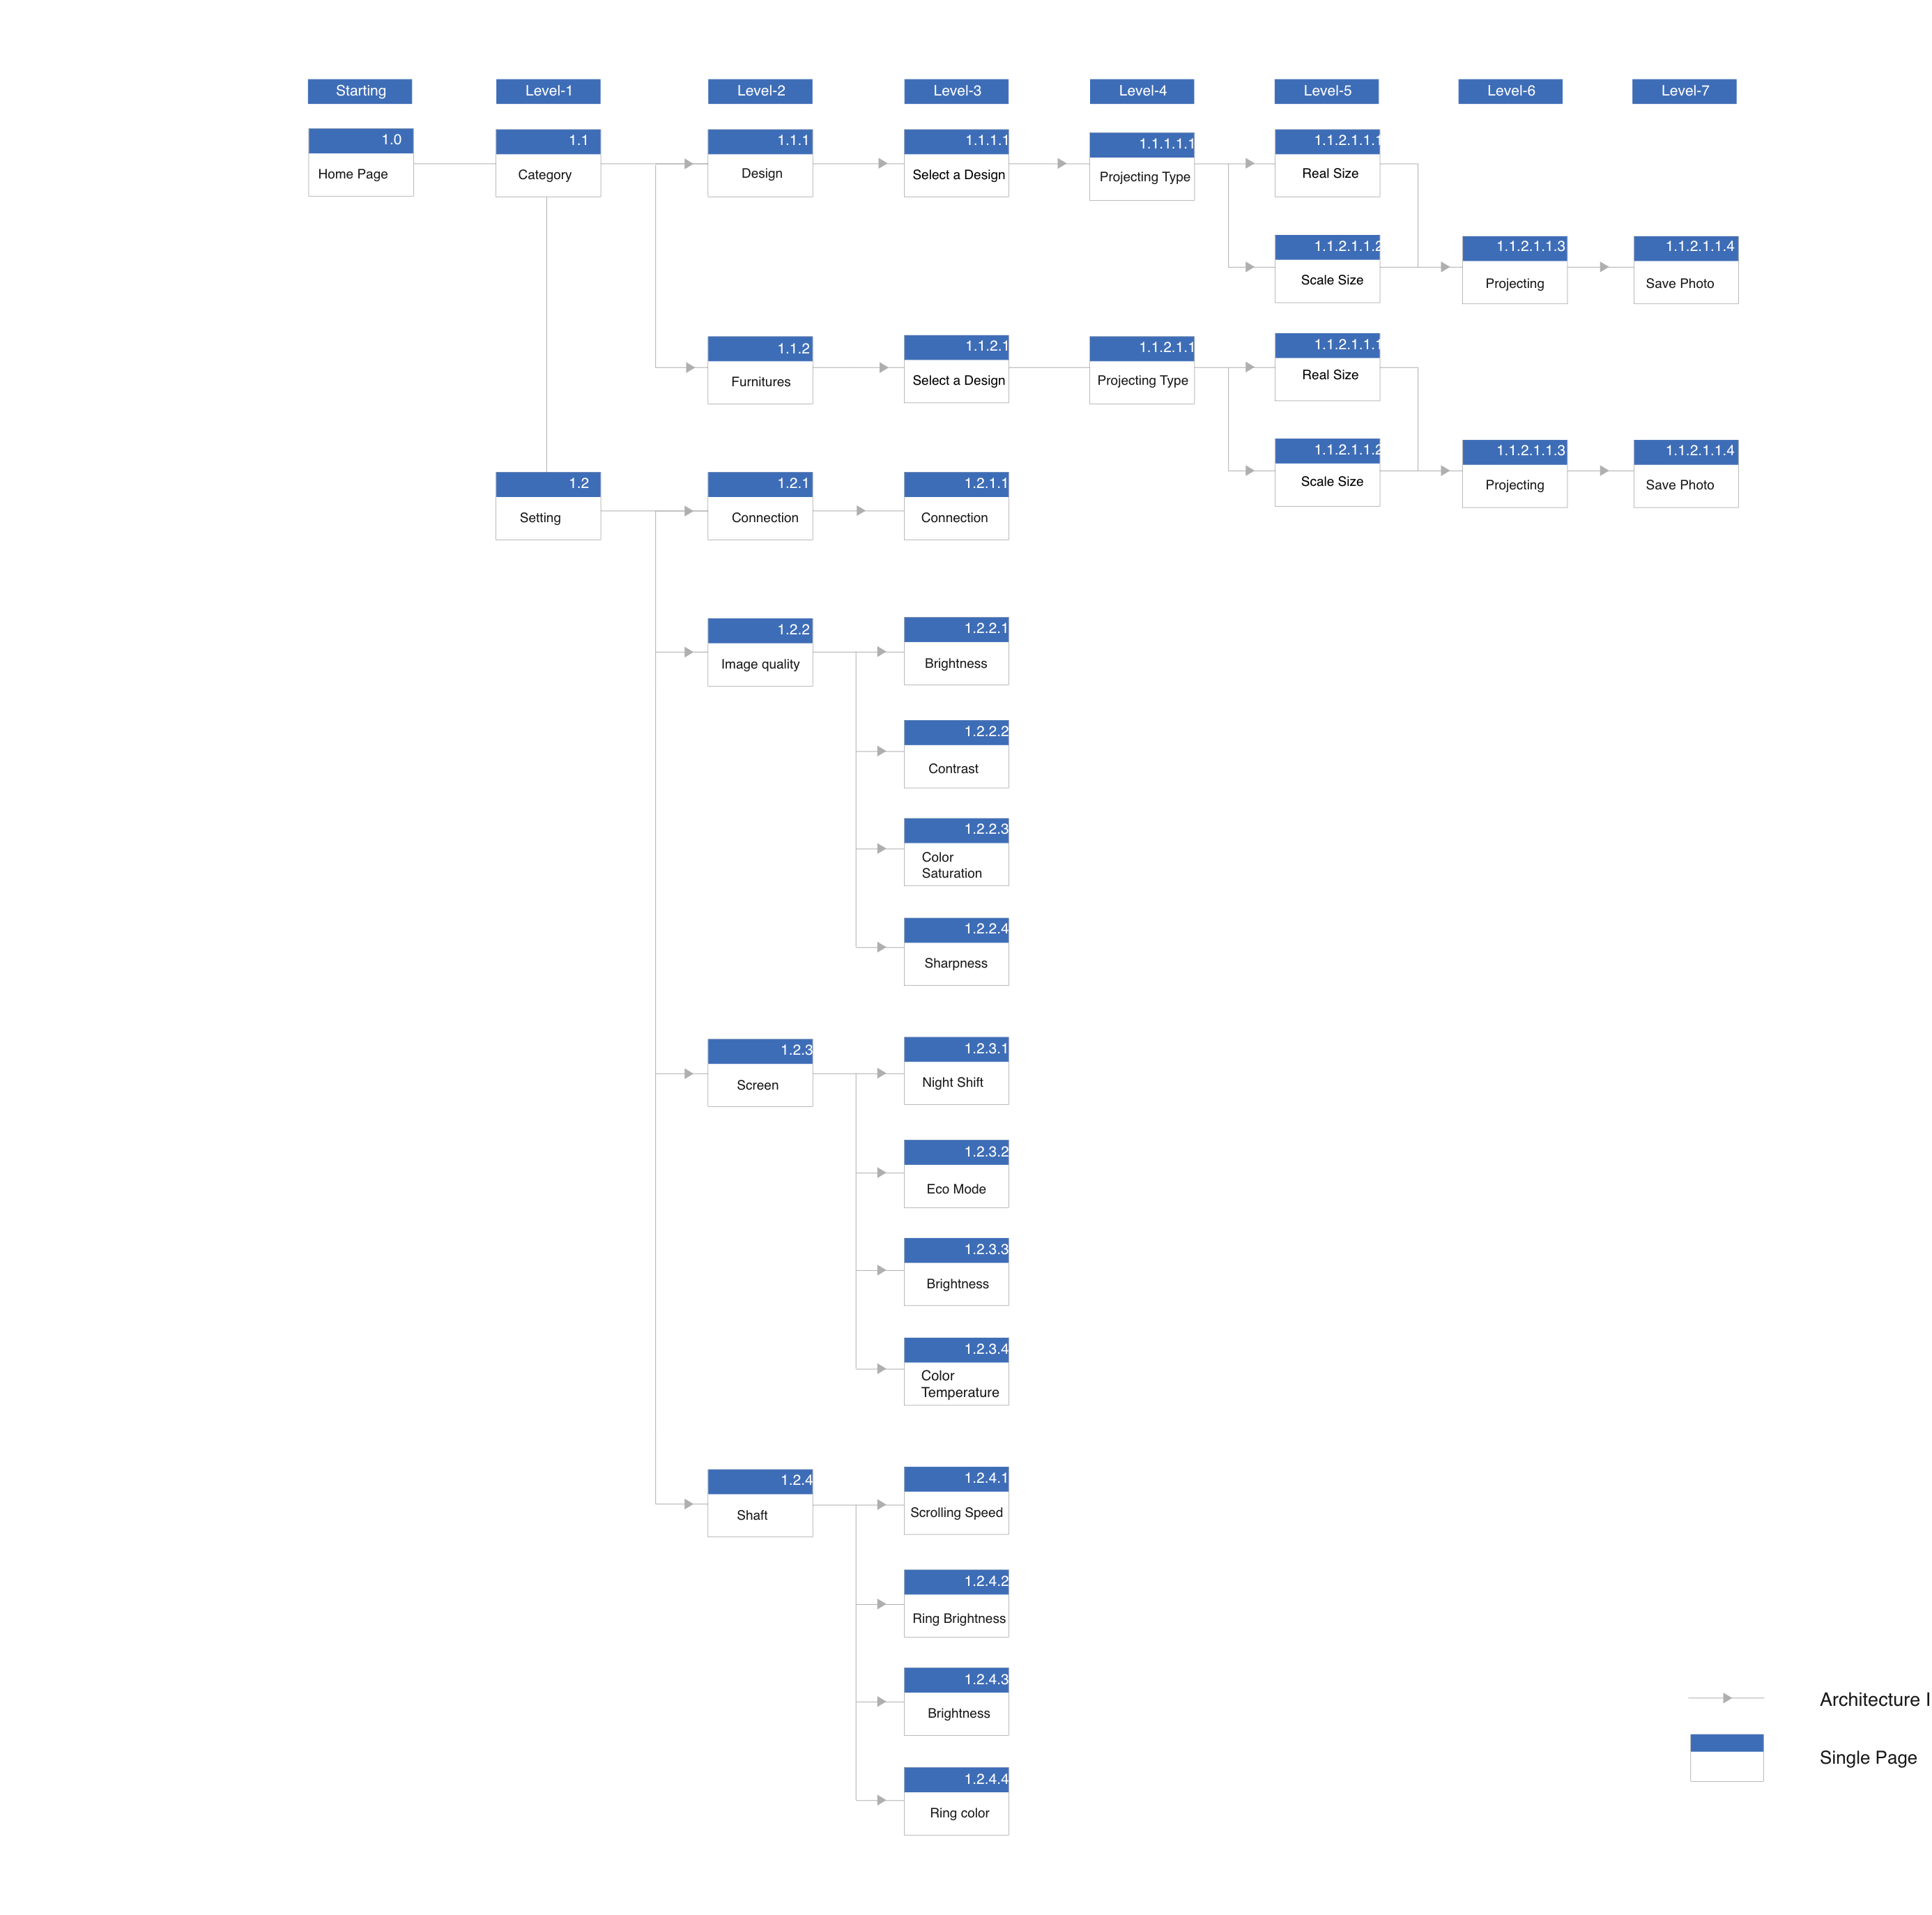 Starting
Level-1
Level-2
Level-3
Level-4
Level-5
Level-6
Level-7
1.0
Home Page
1.1
Category
1.1.1
Design
1.1.1.1
Select a Design
1.1.1.1.1
Projecting Type
1.1.2.1.1.1
Real Size
1.1.2.1.1.2
Scale Size
1.1.2.1.1.3
Projecting
1.1.2.1.1.4
Save Photo
1.1.2
Furnitures
1.1.2.1
Select a Design
1.1.2.1.1
Projecting Type
1.1.2.1.1.1
Real Size
1.1.2.1.1.2
Scale Size
1.1.2.1.1.3
Projecting
1.1.2.1.1.4
Save Photo
1.2
Setting
1.2.1
Connection
1.2.1.1
Connection
1.2.2
Image quality
1.2.2.1
Brightness
1.2.2.2
Contrast
1.2.2.3
Color
Saturation
1.2.2.4
Sharpness
1.2.3
Screen
1.2.3.1
Night Shift
1.2.3.2
Eco Mode
1.2.3.3
Brightness
1.2.3.4
Color
Temperature
1.2.4
Shaft
1.2.4.1
Scrolling Speed
1.2.4.2
Ring Brightness
1.2.4.3
Brightness
1.2.4.4
Ring color
Architecture
Single Page